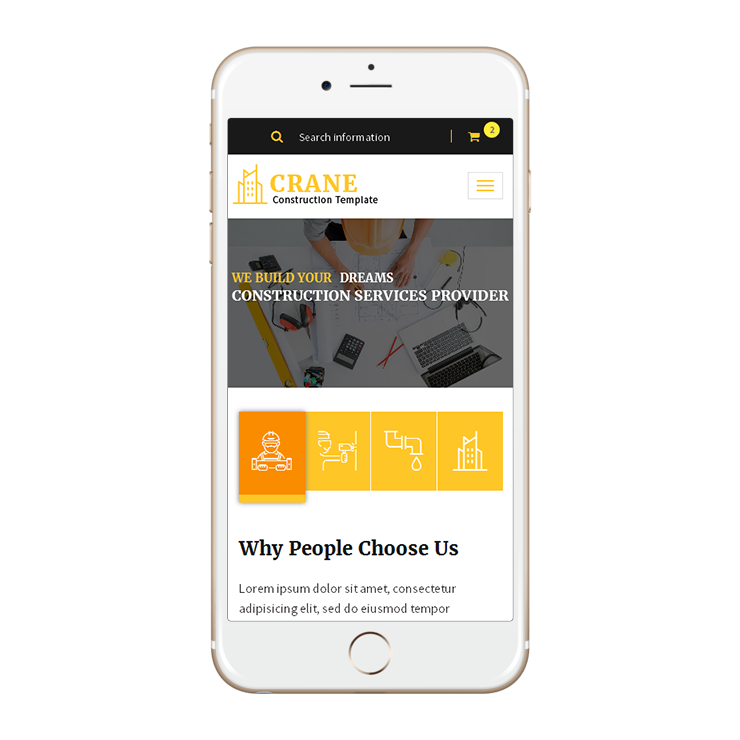 Search information
2
CRANE
Construction Template
WE BUILD YOUR DREAMS
CONSTRUCTION SERVICES PROVIDER
Why People Choose Us
Lorem ipsum dolor sit amet, consectetur
adipisicing elit, sed do eiusmod tempor